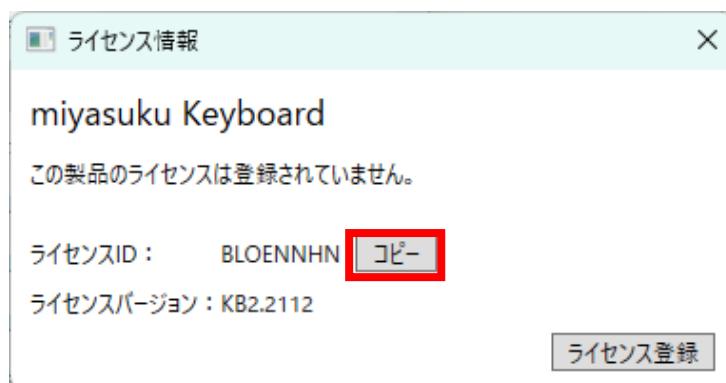 ライセンス情報
miyasuku Keyboard
この製品のライセンスは登録されていません。
ライセンスID： BLOENNHN コピー
ライセンスバージョン：KB2.2112
ライセンス登録